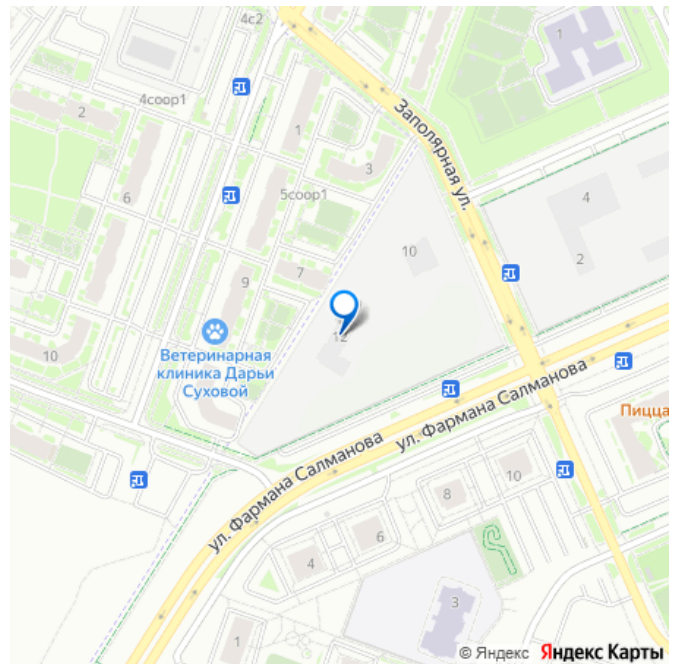 4с2
1
4соор1
2
1
3
Заполярная ул.
6
5соор1
4
10
2
7
9
12
Ветеринарная
клиника Дарьи
Суховой
10
Пицца
ул. Фармана Салманова
ул. Фармана Салманова
10
8
6
4
3
1
© Яндекс Яндекс Карты